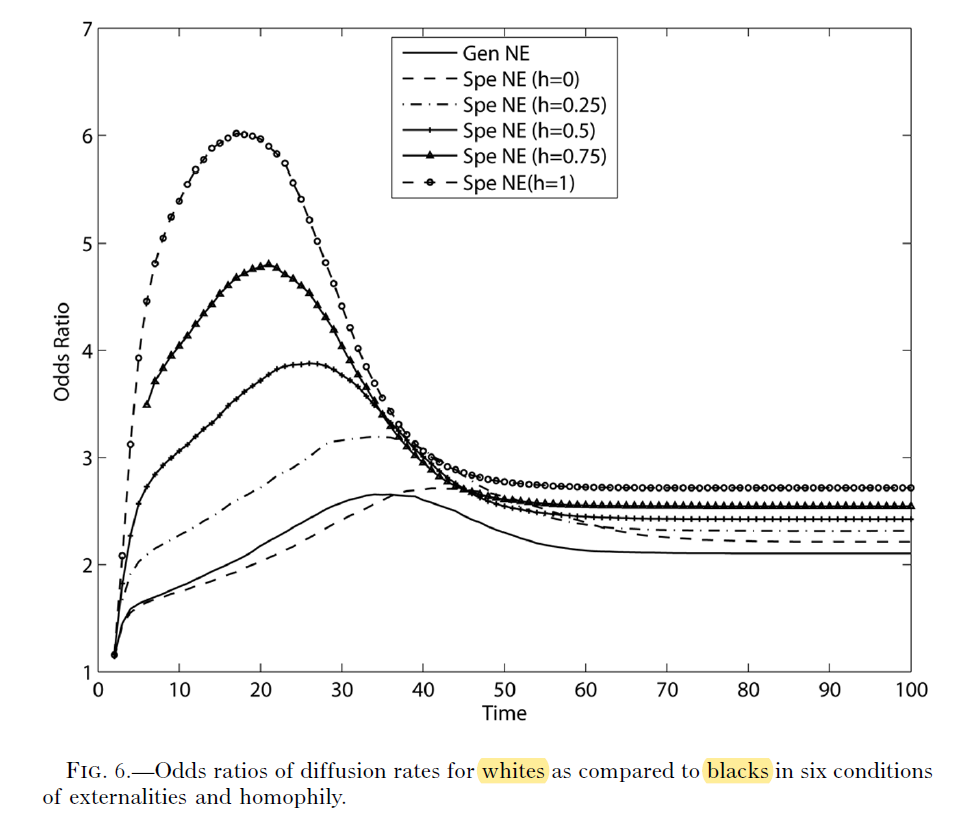 7
6
5
4
3
2
1
Odds Ratio
Gen NE
Spe NE (h=0)
Spe NE (h=0.25)
Spe NE (h=0.5)
Spe NE (h=0.75)
Spe NE(h=1)
0 10 20 30 40 50 60 70 80 90 100
Time
FIG. 6.—Odds ratios of diffusion rates for whites as compared to blacks in six conditions
of externalities and homophily.